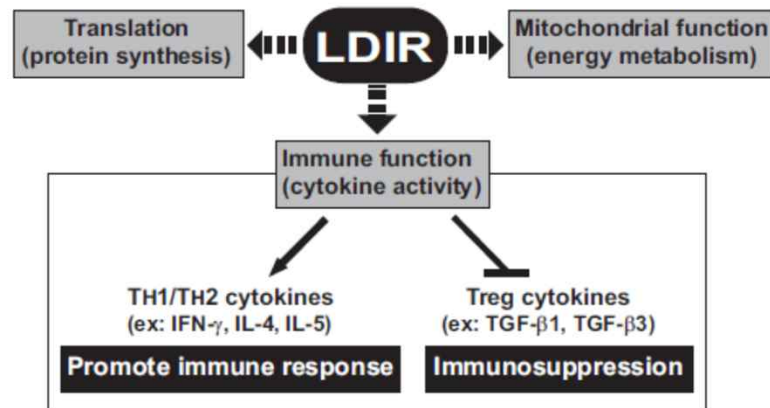 Translation
(protein synthesis)
LDIR
Mitochondrial function
(energy metabolism)
Immune function
(cytokine activity)
TH1/TH2 cytokines
(ex: IFN-γ, IL-4, IL-5)
Promote immune response
Treg cytokines
(ex: TGF-β1, TGF-β3)
Immunosuppression